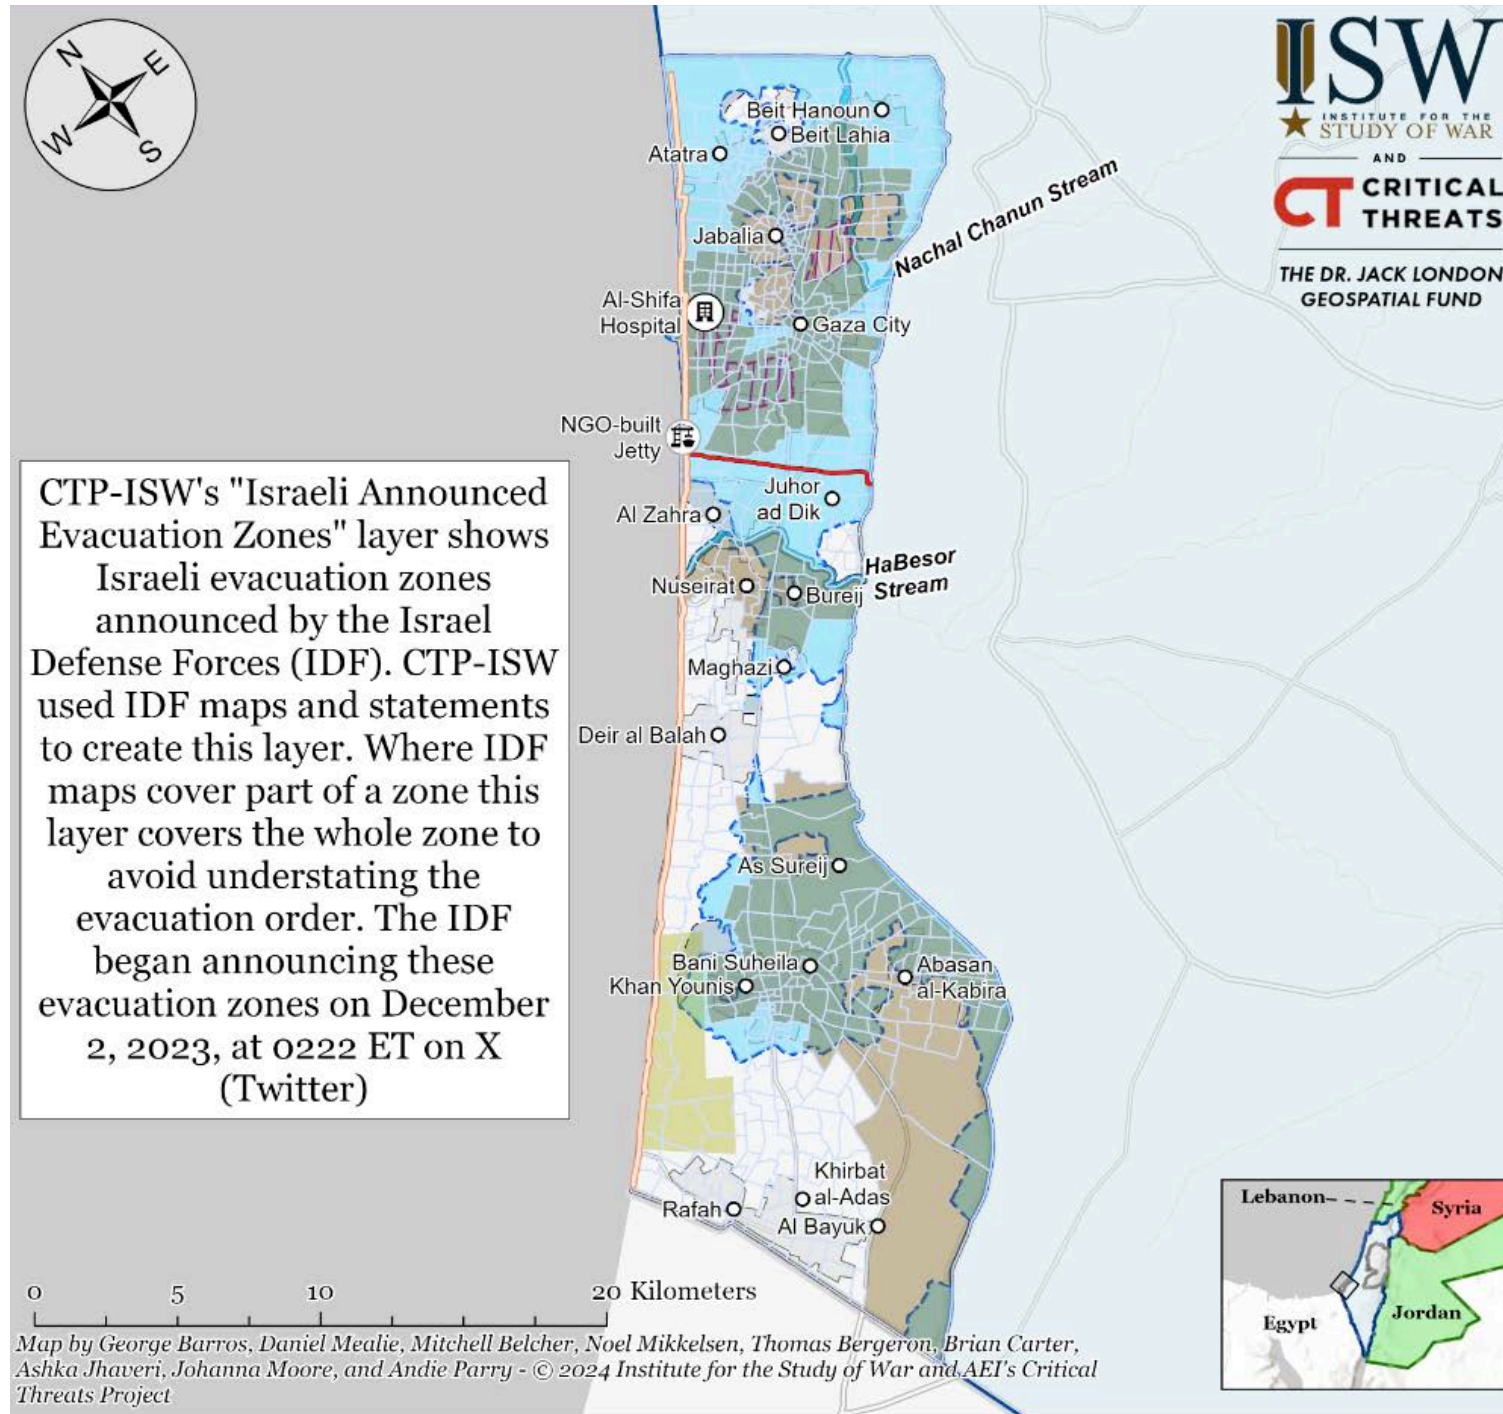 N
E
W
S
ISW
INSTITUTE FOR THE
STUDY OF WAR
AND
CT CRITICAL
THREATS
THE DR. JACK LONDON
GEOSPATIAL FUND
Beit Hanoun
Beit Lahia
Atatra
Nachal Chanun Stream
Jabalia
Al-Shifa
Hospital
Gaza City
NGO-built
Jetty
Juhor
ad Dik
Al Zahra
HaBesor
Stream
Nuseirat
Bureij
Maghazi
Deir al Balah
As Sureij
Bani Suheila
Khan Younis
Abasan
al-Kabira
Khirbat
al-Adas
Rafah
Al Bayuk
CTP-ISW's "Israeli Announced
Evacuation Zones" layer shows
Israeli evacuation zones
announced by the Israel
Defense Forces (IDF). CTP-ISW
used IDF maps and statements
to create this layer. Where IDF
maps cover part of a zone this
layer covers the whole zone to
avoid understating the
evacuation order. The IDF
began announcing these
evacuation zones on December
2, 2023, at 0222 ET on X
(Twitter)
Lebanon
Syria
Egypt
Jordan
0 5 10 20 Kilometers
Map by George Barros, Daniel Mealie, Mitchell Belcher, Noel Mikkelsen, Thomas Bergeron, Brian Carter,
Ashka Jhaveri, Johanna Moore, and Andie Parry - © 2024 Institute for the Study of War and AEI's Critical
Threats Project